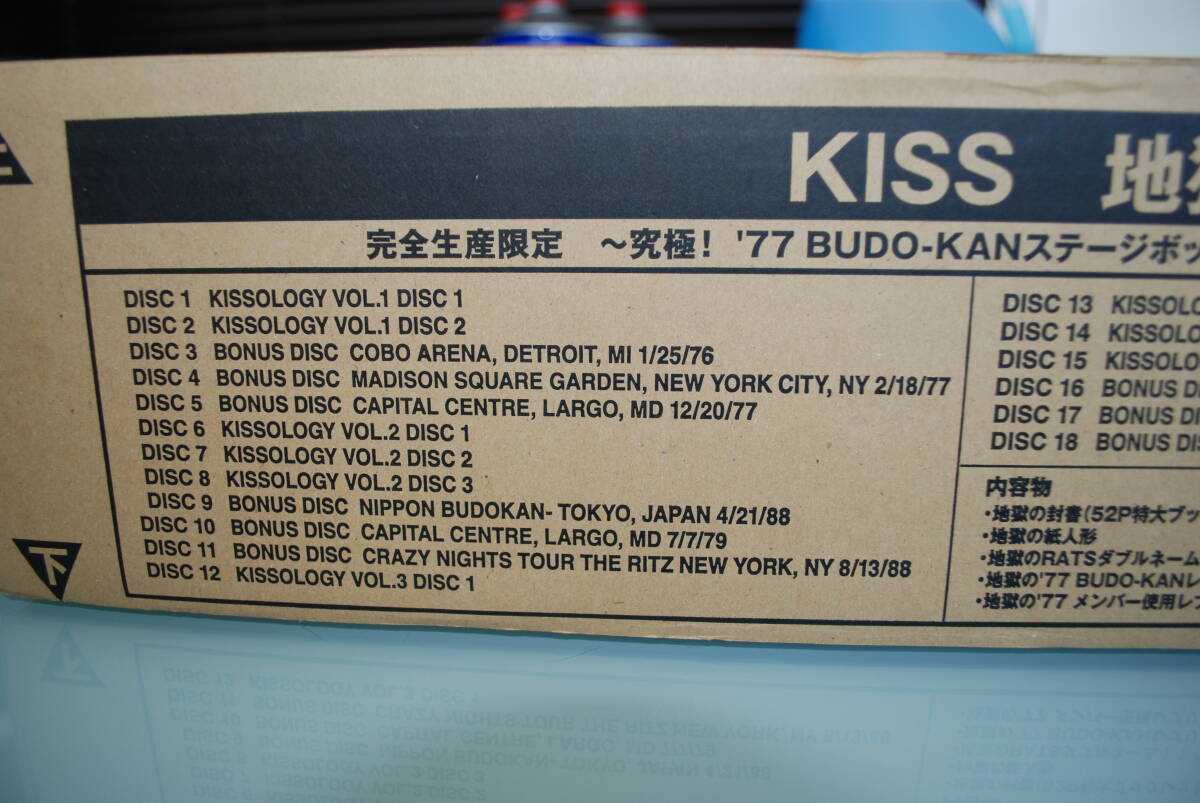 KISS 地獄
完全生産限定 ～究極! '77 BUDO-KANステージボッ
DISC 1 KISSOLOGY VOL.1 DISC 1
DISC 2 KISSOLOGY VOL.1 DISC 2
DISC 3 BONUS DISC COBO ARENA, DETROIT, MI 1/25/76
DISC 4 BONUS DISC MADISON SQUARE GARDEN, NEW YORK CITY, NY 2/18/77
DISC 5 BONUS DISC CAPITAL CENTRE, LARGO, MD 12/20/77
DISC 6 KISSOLOGY VOL.2 DISC 1
DISC 7 KISSOLOGY VOL.2 DISC 2
DISC 8 KISSOLOGY VOL.2 DISC 3
DISC 9 BONUS DISC NIPPON BUDOKAN- TOKYO, JAPAN 4/21/88
DISC 10 BONUS DISC CAPITAL CENTRE, LARGO, MD 7/7/79
DISC 11 BONUS DISC CRAZY NIGHTS TOUR THE RITZ NEW YORK, NY 8/13/88
DISC 12 KISSOLOGY VOL.3 DISC 1
DISC 13 KISSOLO
DISC 14 KISSOLO
DISC 15 KISSOLO
DISC 16 BONUS D
DISC 17 BONUS DI
DISC 18 BONUS DIS
内容物
・地獄の封書(52P特大ブッ
・地獄の紙人形
・地獄のRATSダブルネーム
・地獄の'77 BUDO-KANレ
・地獄の'77 メンバー使用レプ
下